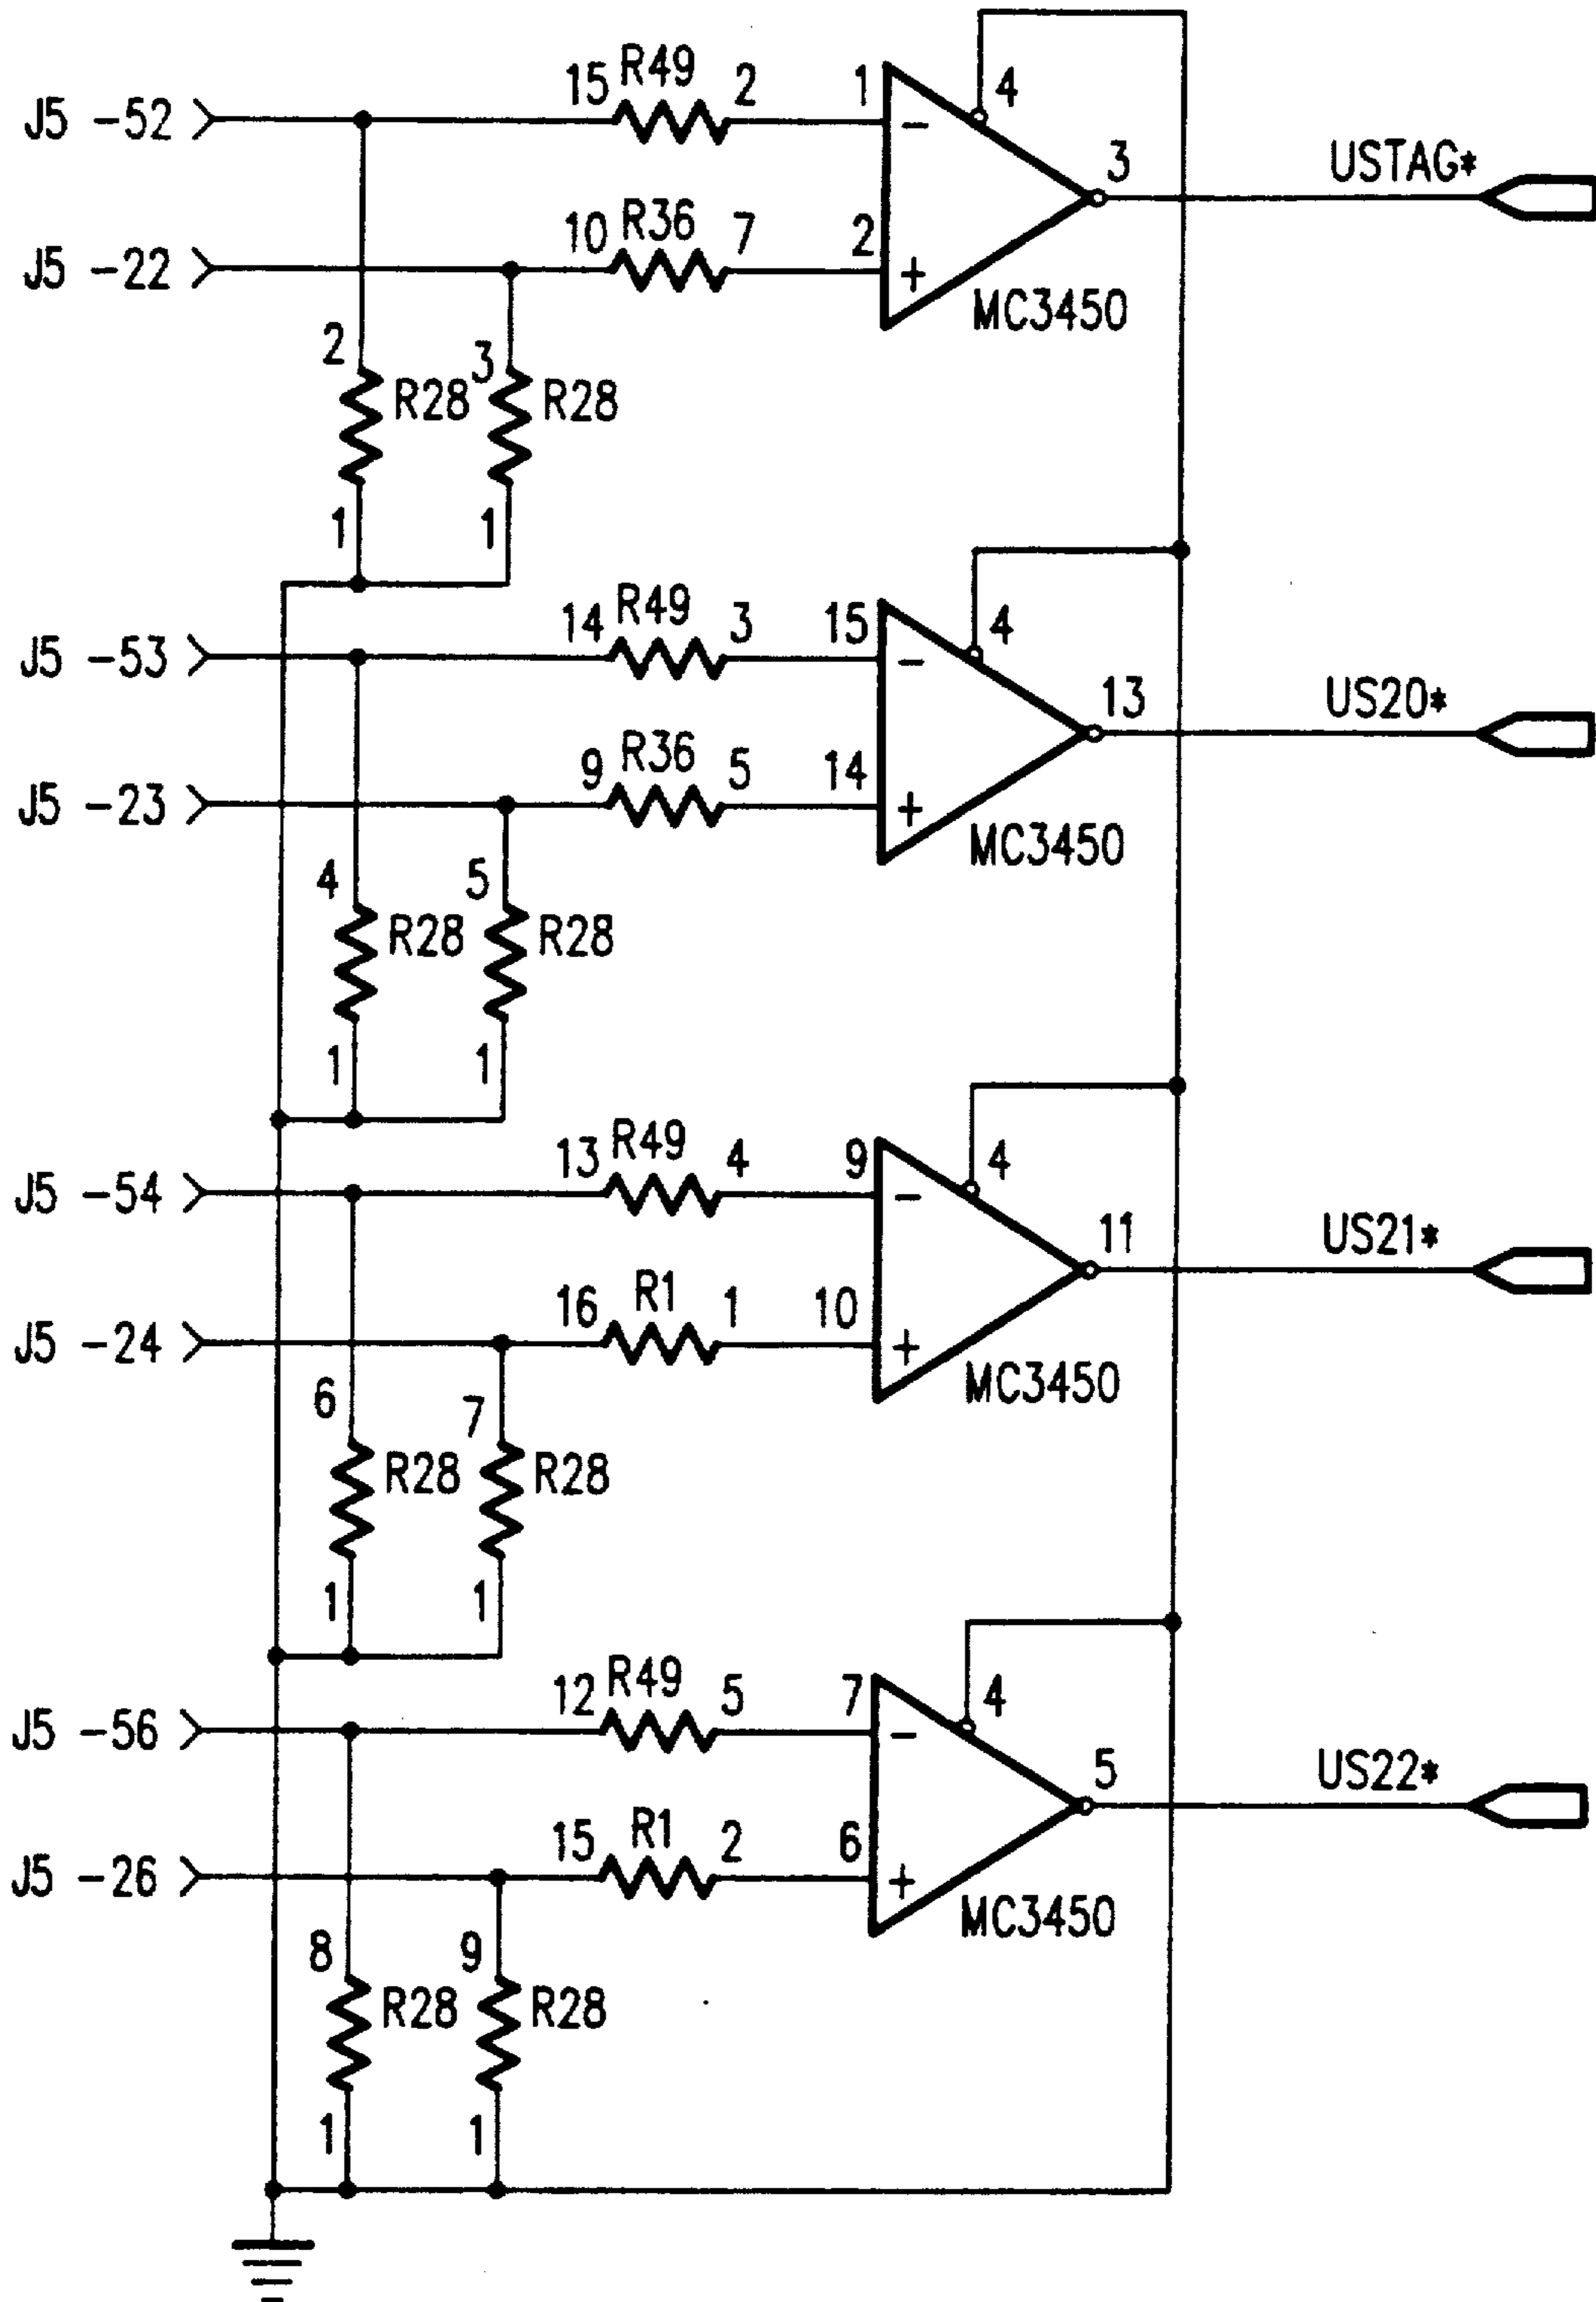 R49
J5 -52 15 2 1 - 4
3 USTAG*
R36
J5 -22 10 7 2 +
MC3450
2 R28 3 R28
1 1
R49
J5 -53 14 3 15 - 4
13 US20*
R36
J5 -23 9 5 14 +
MC3450
4 R28 5 R28
1 1
R49
J5 -54 13 4 9 - 4
11 US21*
R1
J5 -24 16 1 10 +
MC3450
6 R28 7 R28
1 1
R49
J5 -56 12 5 7 - 4
5 US22*
R1
J5 -26 15 2 6 +
MC3450
8 R28 9 R28
1 1